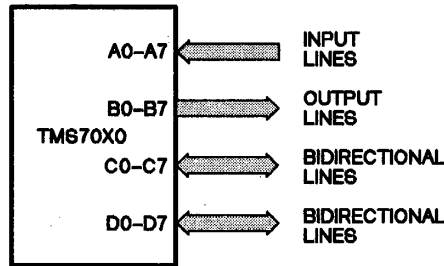 A0-A7
INPUT
LINES
B0-B7
OUTPUT
LINES
TMS70X0
C0-C7
BIDIRECTIONAL
LINES
D0-D7
BIDIRECTIONAL
LINES